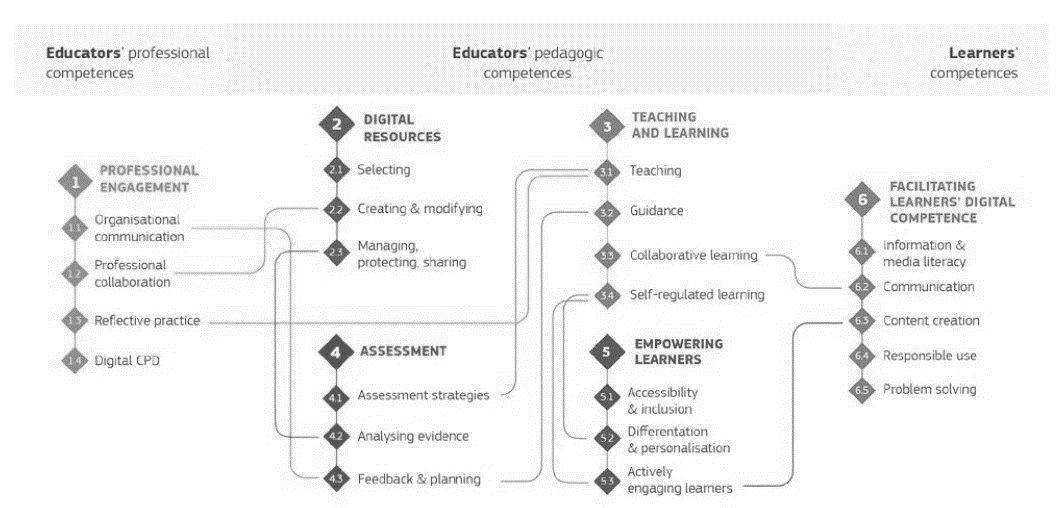 Educators' professional
competences
Educators' pedagogic
competences
Learners'
competences
1
PROFESSIONAL
ENGAGEMENT
1.1
Organisational
communication
1.2
Professional
collaboration
1.3
Reflective practice
1.4
Digital CPD
2
DIGITAL
RESOURCES
2.1
Selecting
2.2
Creating & modifying
2.3
Managing,
protecting, sharing
4
ASSESSMENT
4.1
Assessment strategies
4.2
Analysing evidence
4.3
Feedback & planning
3
TEACHING
AND LEARNING
3.1
Teaching
3.2
Guidance
3.3
Collaborative learning
3.4
Self-regulated learning
5
EMPOWERING
LEARNERS
5.1
Accessibility
& inclusion
5.2
Differentation
& personalisation
5.3
Actively
engaging learners
6
FACILITATING
LEARNERS' DIGITAL
COMPETENCE
6.1
Information &
media literacy
6.2
Communication
6.3
Content creation
6.4
Responsible use
6.5
Problem solving